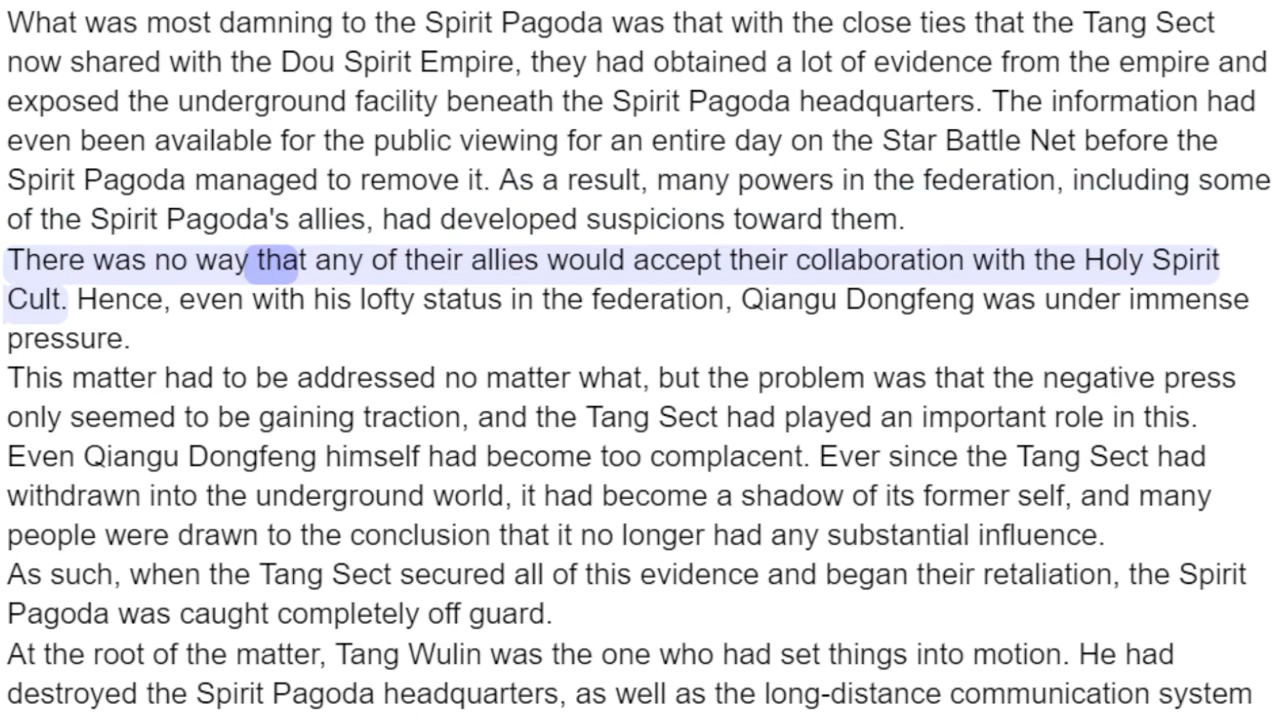 What was most damning to the Spirit Pagoda was that with the close ties that the Tang Sect
now shared with the Dou Spirit Empire, they had obtained a lot of evidence from the empire and
exposed the underground facility beneath the Spirit Pagoda headquarters. The information had
even been available for the public viewing for an entire day on the Star Battle Net before the
Spirit Pagoda managed to remove it. As a result, many powers in the federation, including some
of the Spirit Pagoda's allies, had developed suspicions toward them.
There was no way that any of their allies would accept their collaboration with the Holy Spirit
Cult. Hence, even with his lofty status in the federation, Qiangu Dongfeng was under immense
pressure.
This matter had to be addressed no matter what, but the problem was that the negative press
only seemed to be gaining traction, and the Tang Sect had played an important role in this.
Even Qiangu Dongfeng himself had become too complacent. Ever since the Tang Sect had
withdrawn into the underground world, it had become a shadow of its former self, and many
people were drawn to the conclusion that it no longer had any substantial influence.
As such, when the Tang Sect secured all of this evidence and began their retaliation, the Spirit
Pagoda was caught completely off guard.
At the root of the matter, Tang Wulin was the one who had set things into motion. He had
destroyed the Spirit Pagoda headquarters, as well as the long-distance communication system